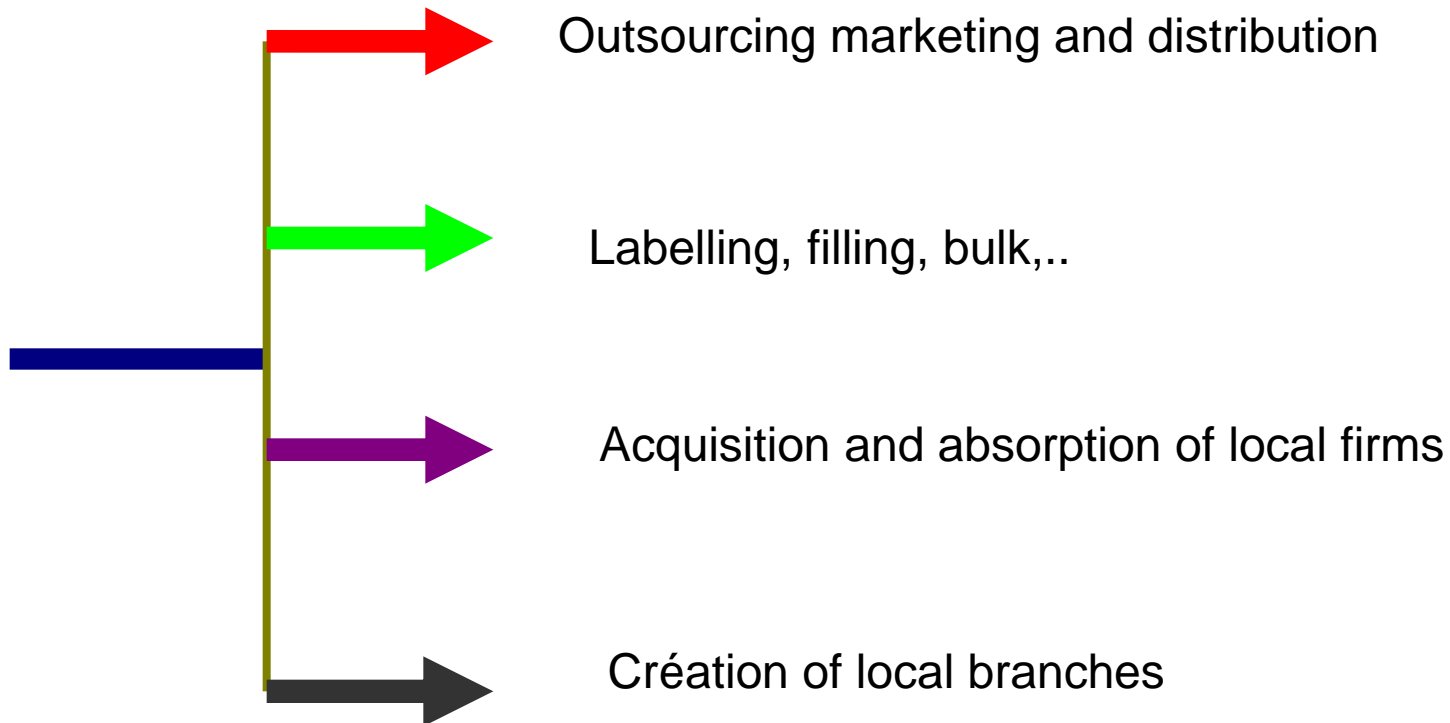 Outsourcing marketing and distribution
Labelling, filling, bulk,..
Acquisition and absorption of local firms
Création of local branches